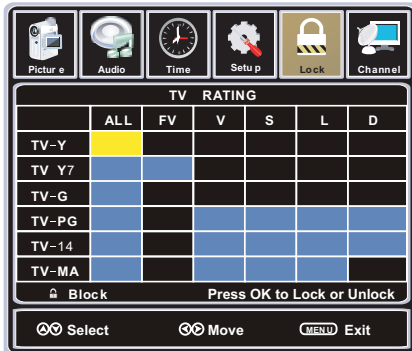 Pictur e Audio Time Setu p Lock Channel
TV RATING
ALL FV V S L D
TV-Y
TV Y7
TV-G
TV-PG
TV-14
TV-MA
Block Press OK to Lock or Unlock
Select Move MENU Exit